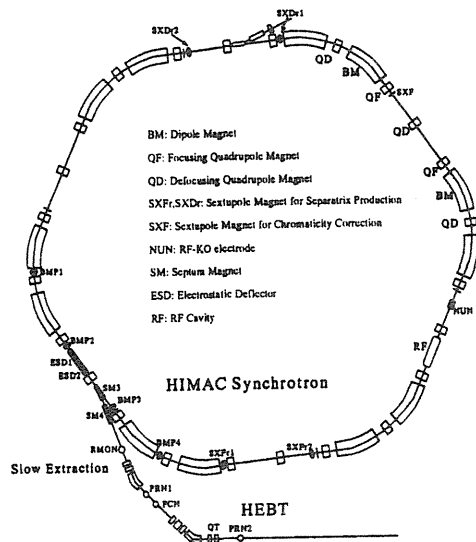 SXDr2
SXDr1
QD
BM
QF
SXF
QD
QF
BM
QD
BM: Dipole Magnet
QF: Focusing Quadrupole Magnet
QD: Defocusing Quadrupole Magnet
SXFr,SXDr: Sextupole Magnet for Separatrix Production
SXF: Sextupole Magnet for Chromaticity Correction
NUN: RF-KO electrode
SM: Septum Magnet
ESD: Electrostatic Deflector
RF: RF Cavity
BMP1
NUN
BMP2
RF
ESD1
ESD2
HIMAC Synchrotron
SM3
BMP3
SM4
BMP4
SXFr1
SXFr2
RMON
Slow Extraction
PRN1
PCN
HEBT
QT
PRN2